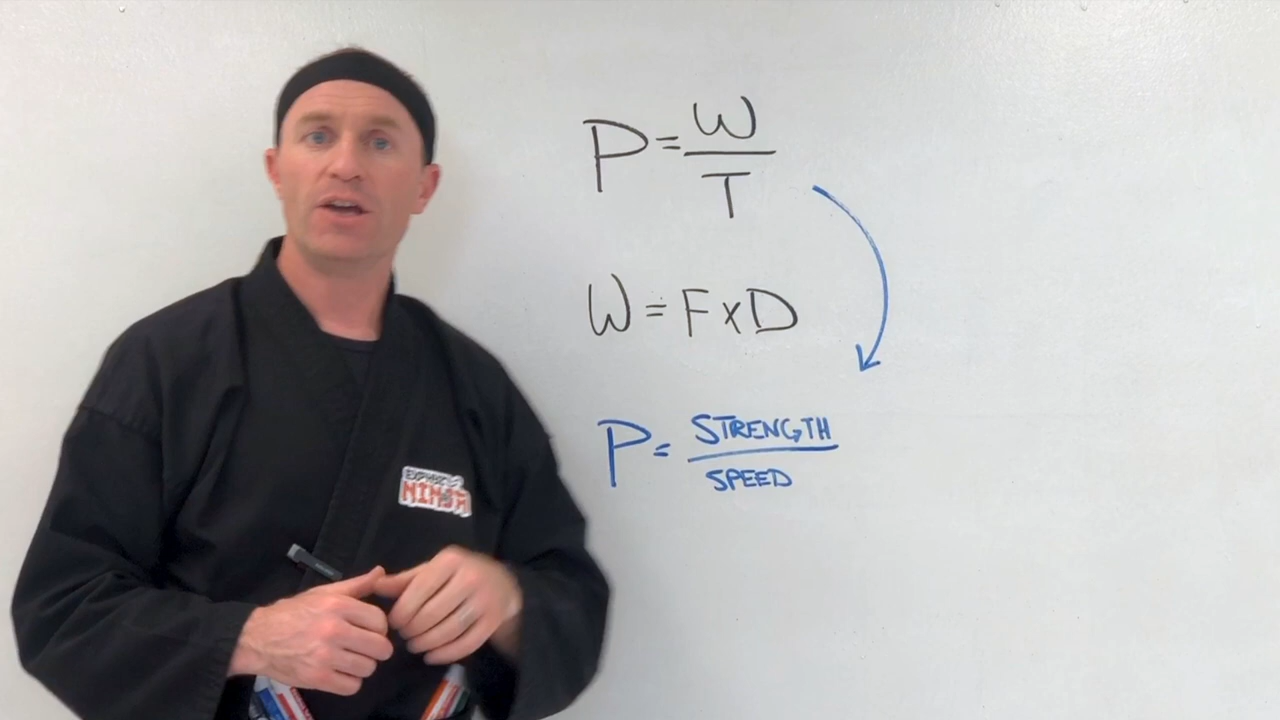 P = W / T
W = F x D
P = STRENGTH / SPEED
NINJA